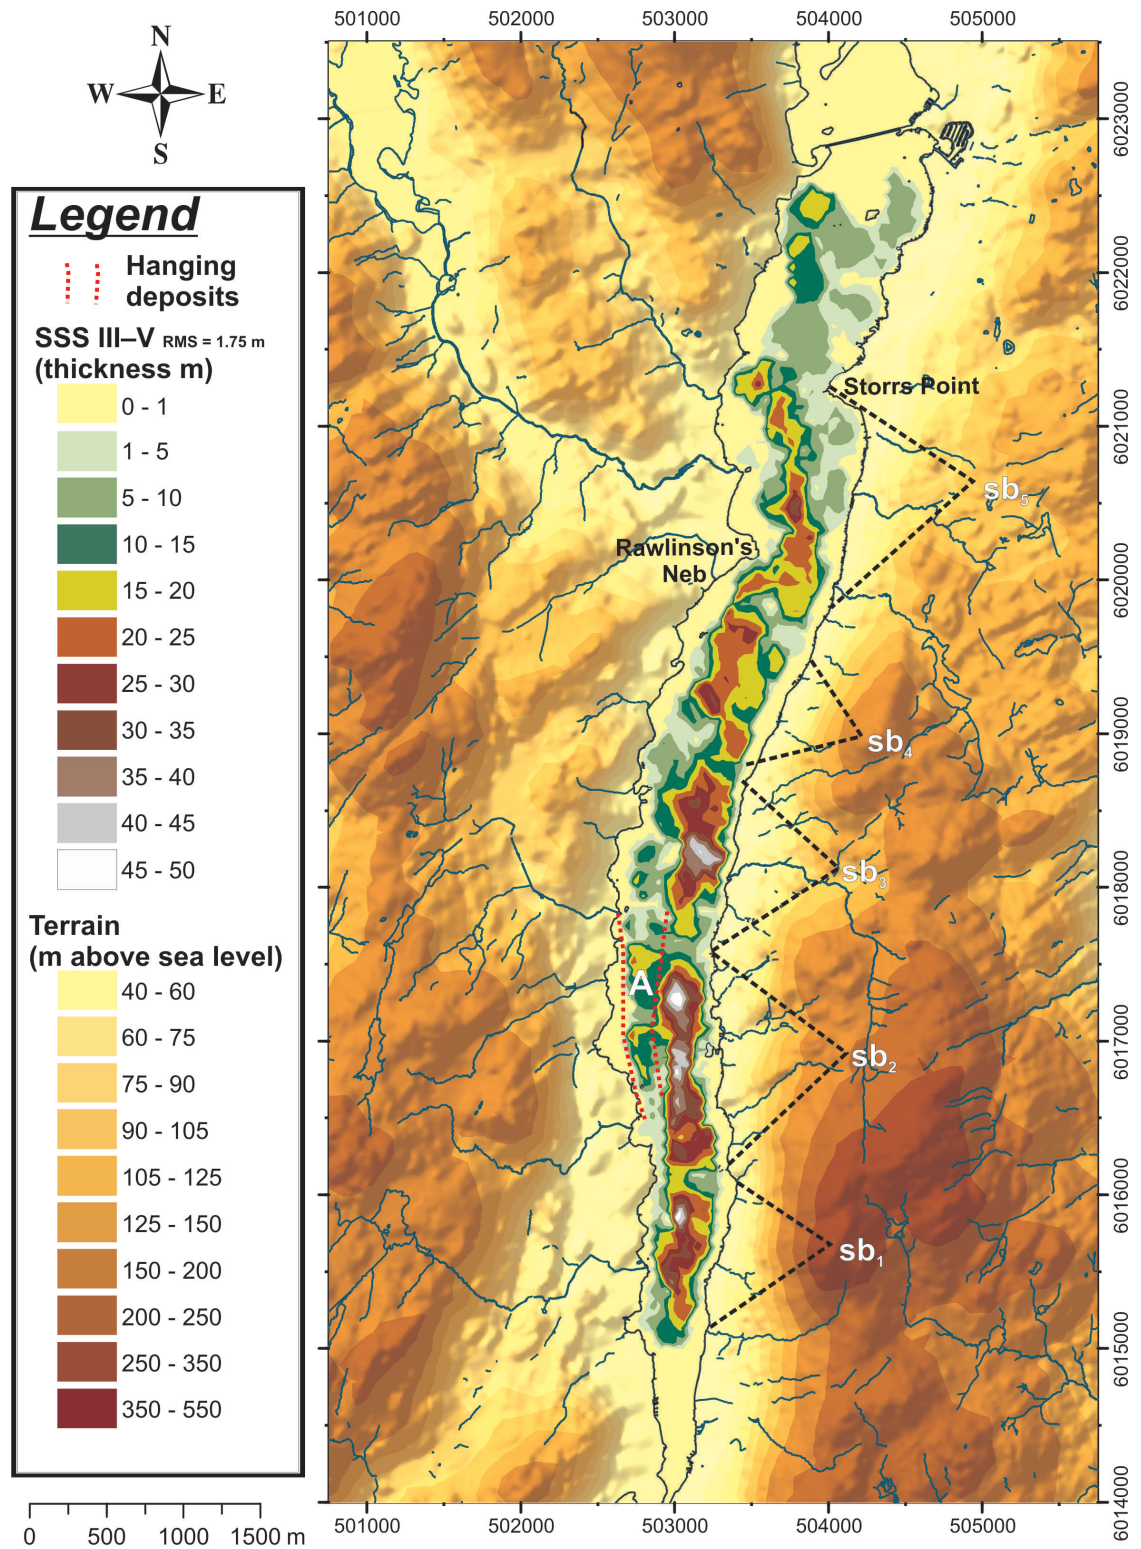 501000 502000 503000 504000 505000
N
W E
S
Legend
Hanging
deposits
SSS III–V RMS = 1.75 m
(thickness m)
0 - 1
1 - 5
5 - 10
10 - 15
15 - 20
20 - 25
25 - 30
30 - 35
35 - 40
40 - 45
45 - 50
Terrain
(m above sea level)
40 - 60
60 - 75
75 - 90
90 - 105
105 - 125
125 - 150
150 - 200
200 - 250
250 - 350
350 - 550
0 500 1000 1500 m
Storrs Point
sb5
Rawlinson's
Neb
sb4
sb3
A
sb2
sb1
6023000
6022000
6021000
6020000
6019000
6018000
6017000
6016000
6015000
6014000
501000 502000 503000 504000 505000